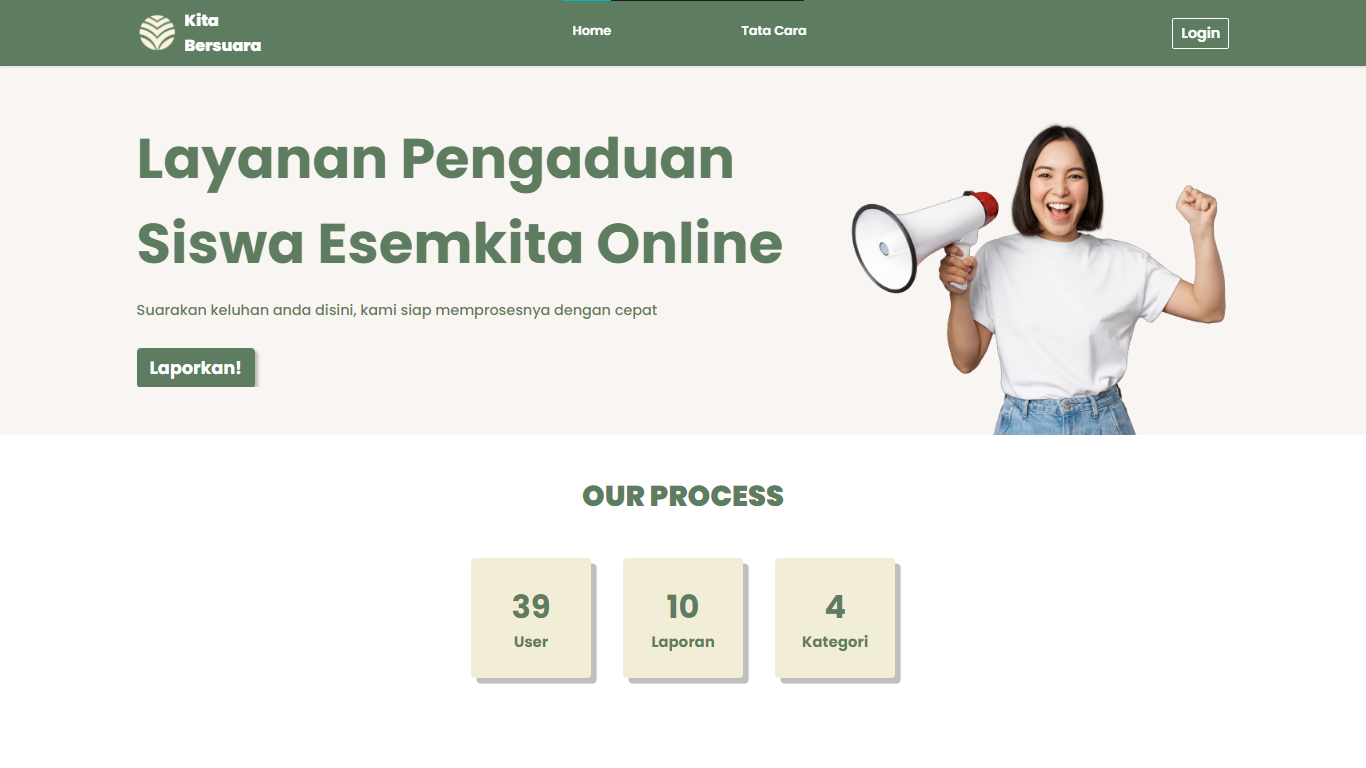 Kita
Bersuara
Home
Tata Cara
Login
Layanan Pengaduan
Siswa Esemkita Online
Suarakan keluhan anda disini, kami siap memprosesnya dengan cepat
Laporkan!
OUR PROCESS
39
User
10
Laporan
4
Kategori